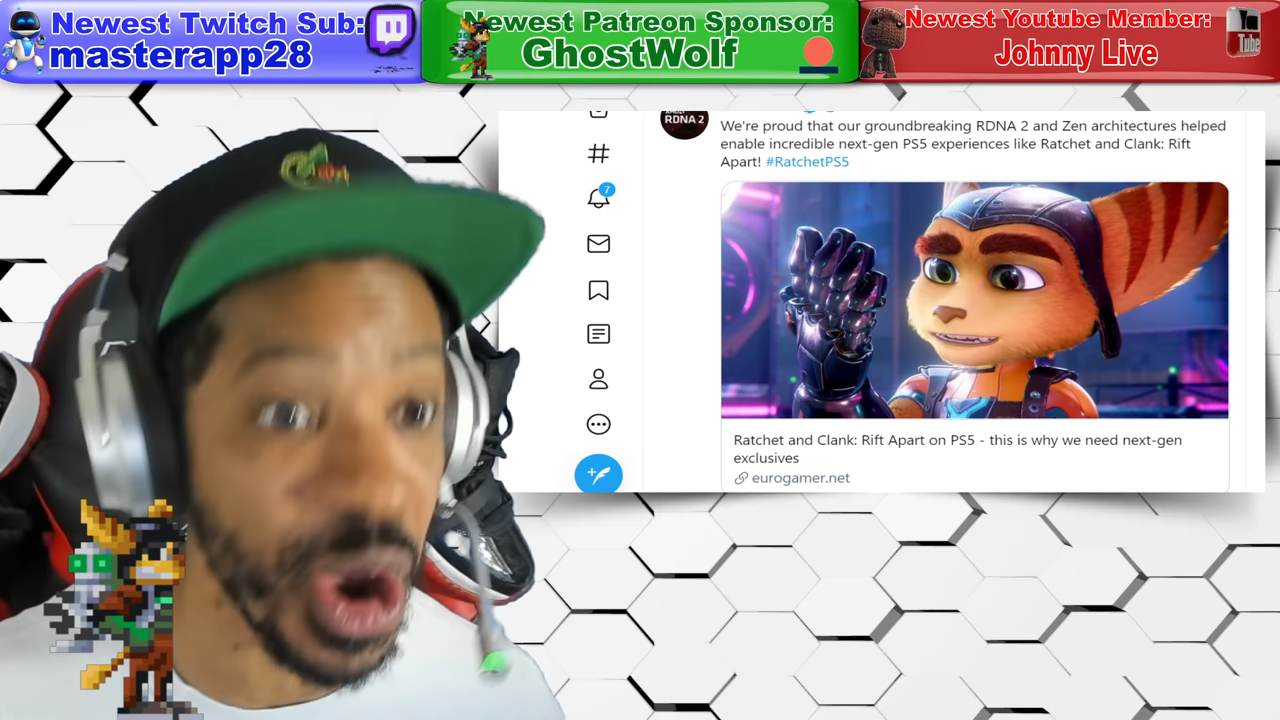 Newest Twitch Sub:
masterapp28
Newest Patreon Sponsor:
GhostWolf
Newest Youtube Member:
Johnny Live
You
Tube
RDNA 2
We're proud that our groundbreaking RDNA 2 and Zen architectures helped
enable incredible next-gen PS5 experiences like Ratchet and Clank: Rift
Apart! #RatchetPS5
7
Ratchet and Clank: Rift Apart on PS5 - this is why we need next-gen
exclusives
eurogamer.net